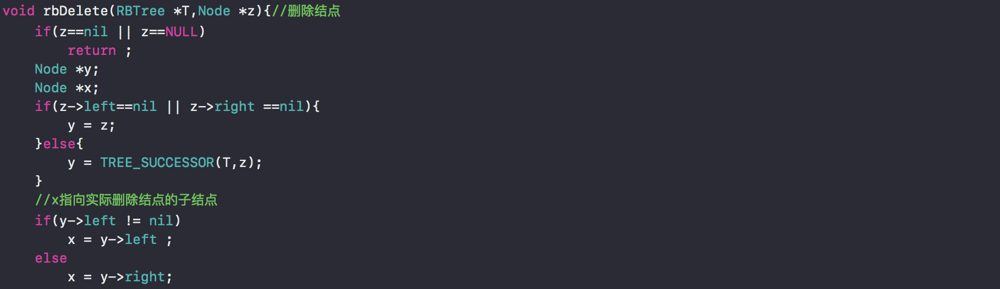 void rbDelete(RBTree *T,Node *z){//删除结点
    if(z==nil || z==NULL)
        return ;
    Node *y;
    Node *x;
    if(z->left==nil || z->right ==nil){
        y = z;
    }else{
        y = TREE_SUCCESSOR(T,z);
    }
    //x指向实际删除结点的子结点
    if(y->left != nil)
        x = y->left ;
    else
        x = y->right;